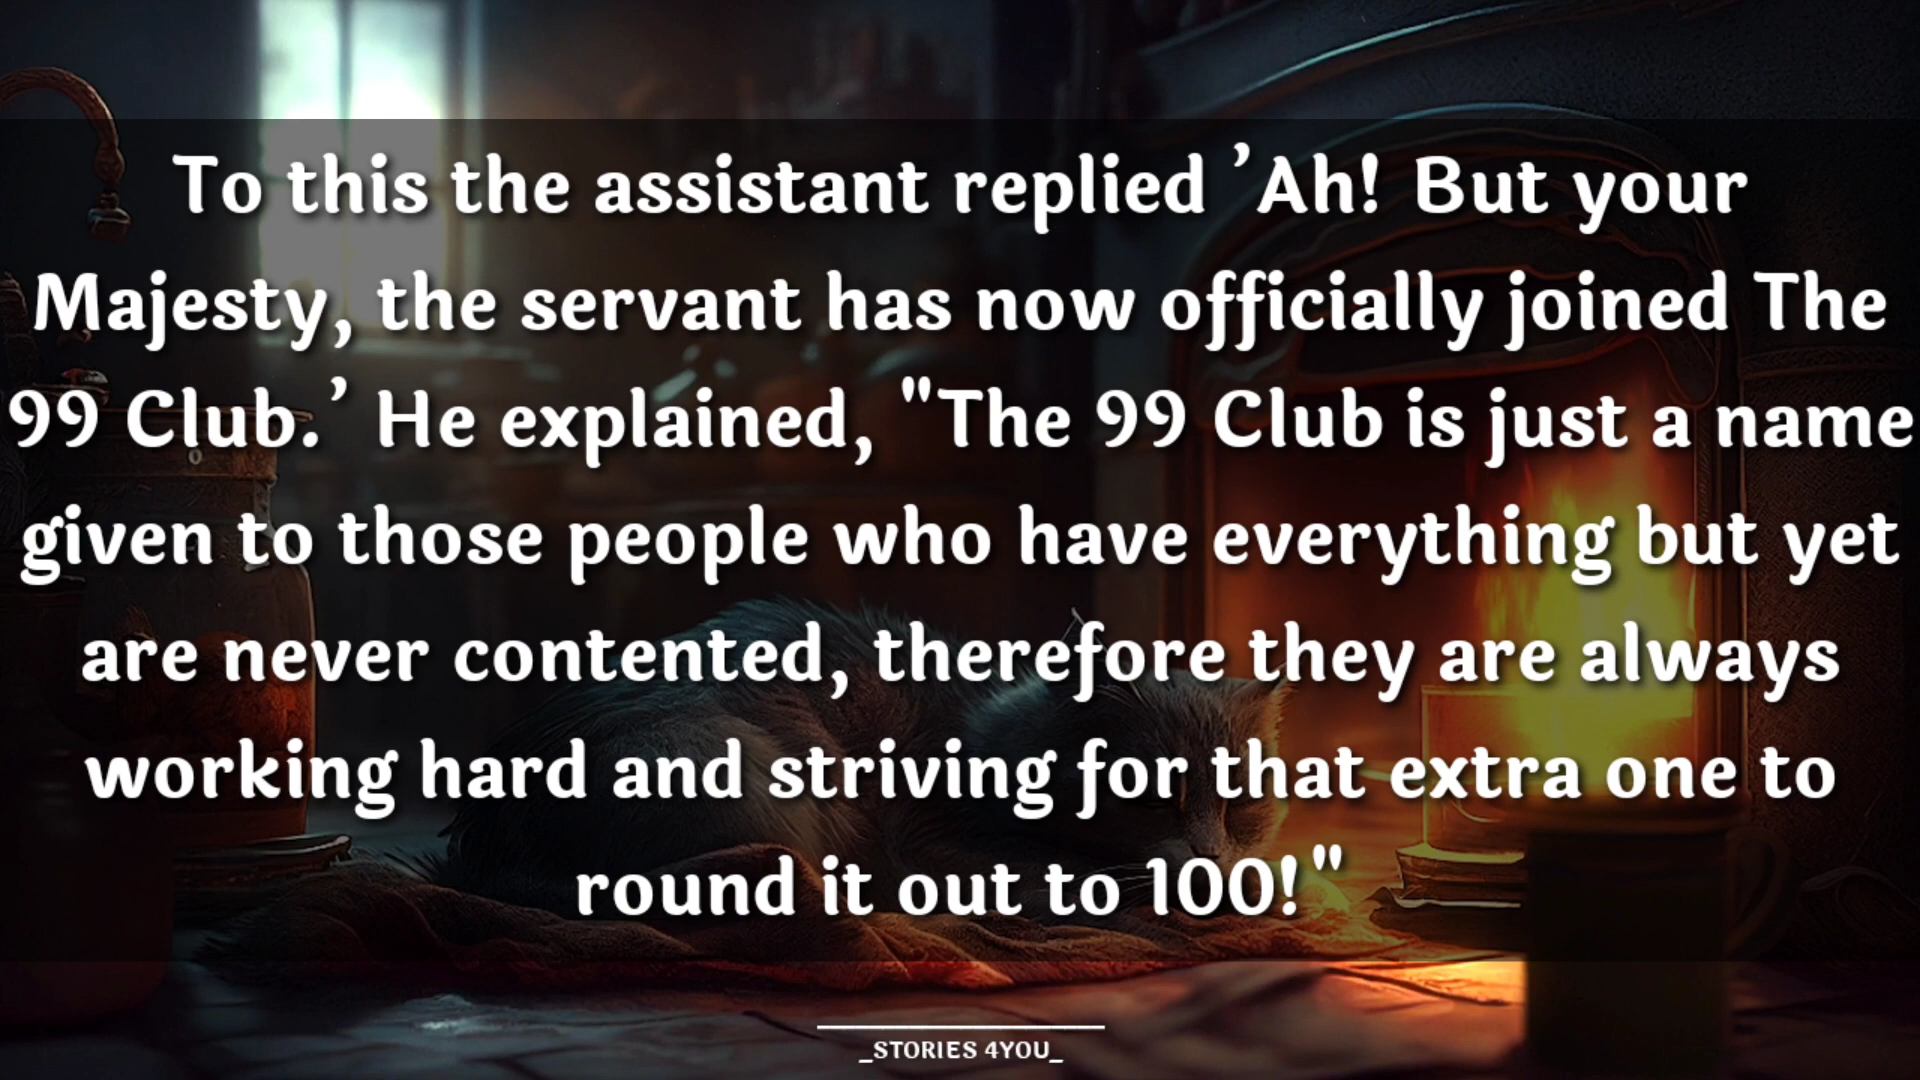 To this the assistant replied ’Ah! But your
Majesty, the servant has now officially joined The
99 Club.’ He explained, "The 99 Club is just a name
given to those people who have everything but yet
are never contented, therefore they are always
working hard and striving for that extra one to
round it out to 100!"
_STORIES 4YOU_